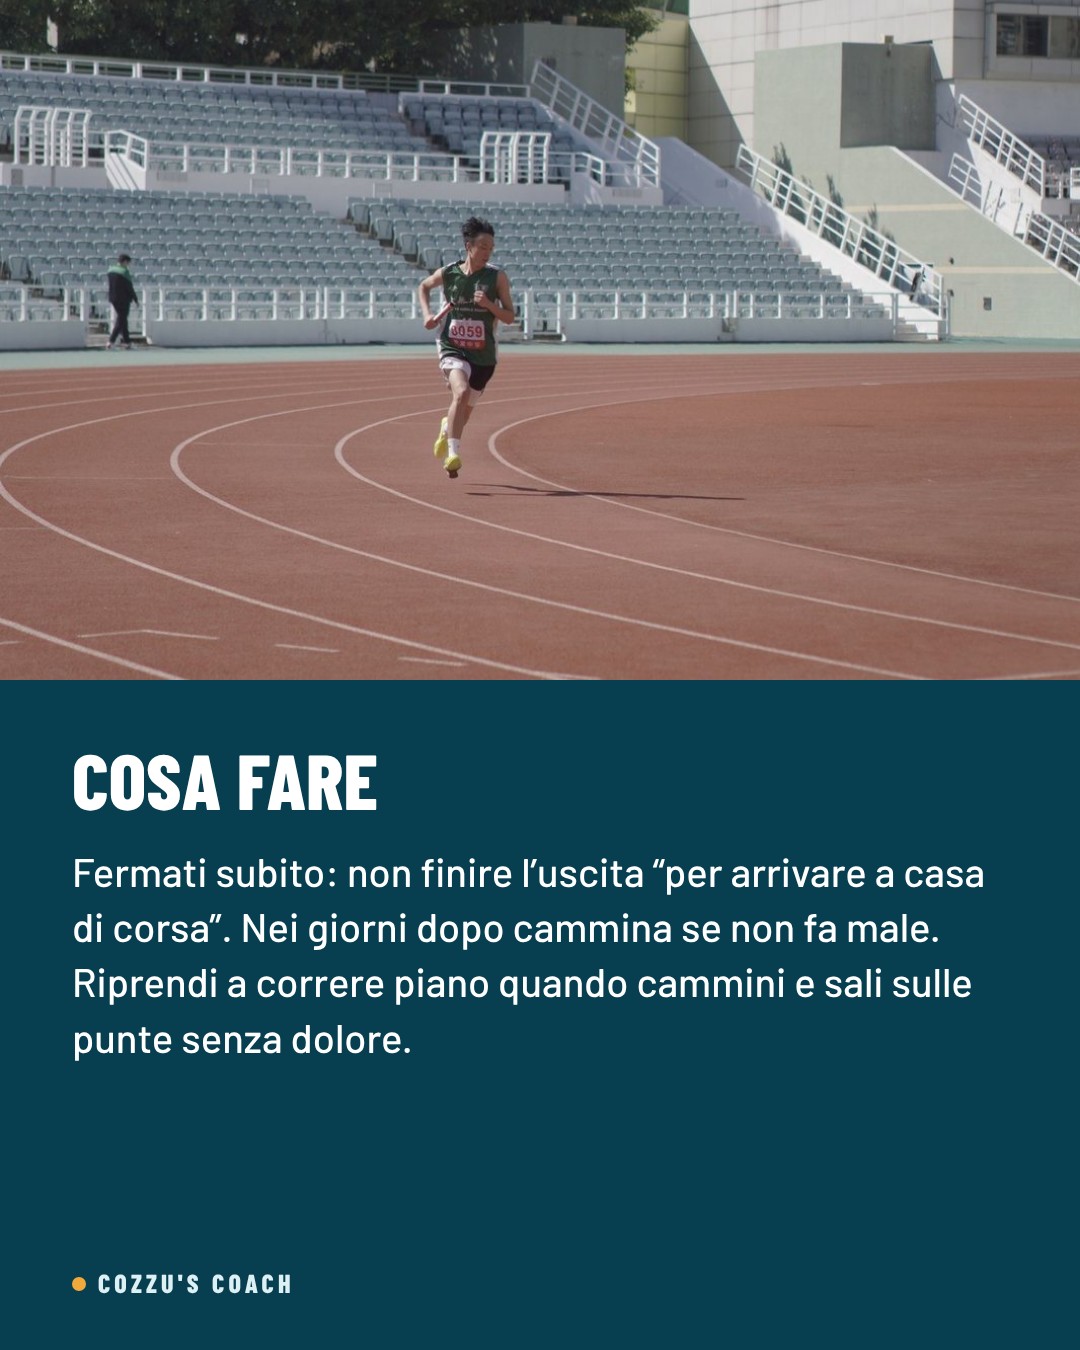 8059
COSA FARE
Fermati subito: non finire l’uscita “per arrivare a casa
di corsa”. Nei giorni dopo cammina se non fa male.
Riprendi a correre piano quando cammini e sali sulle
punte senza dolore.
COZZU'S COACH